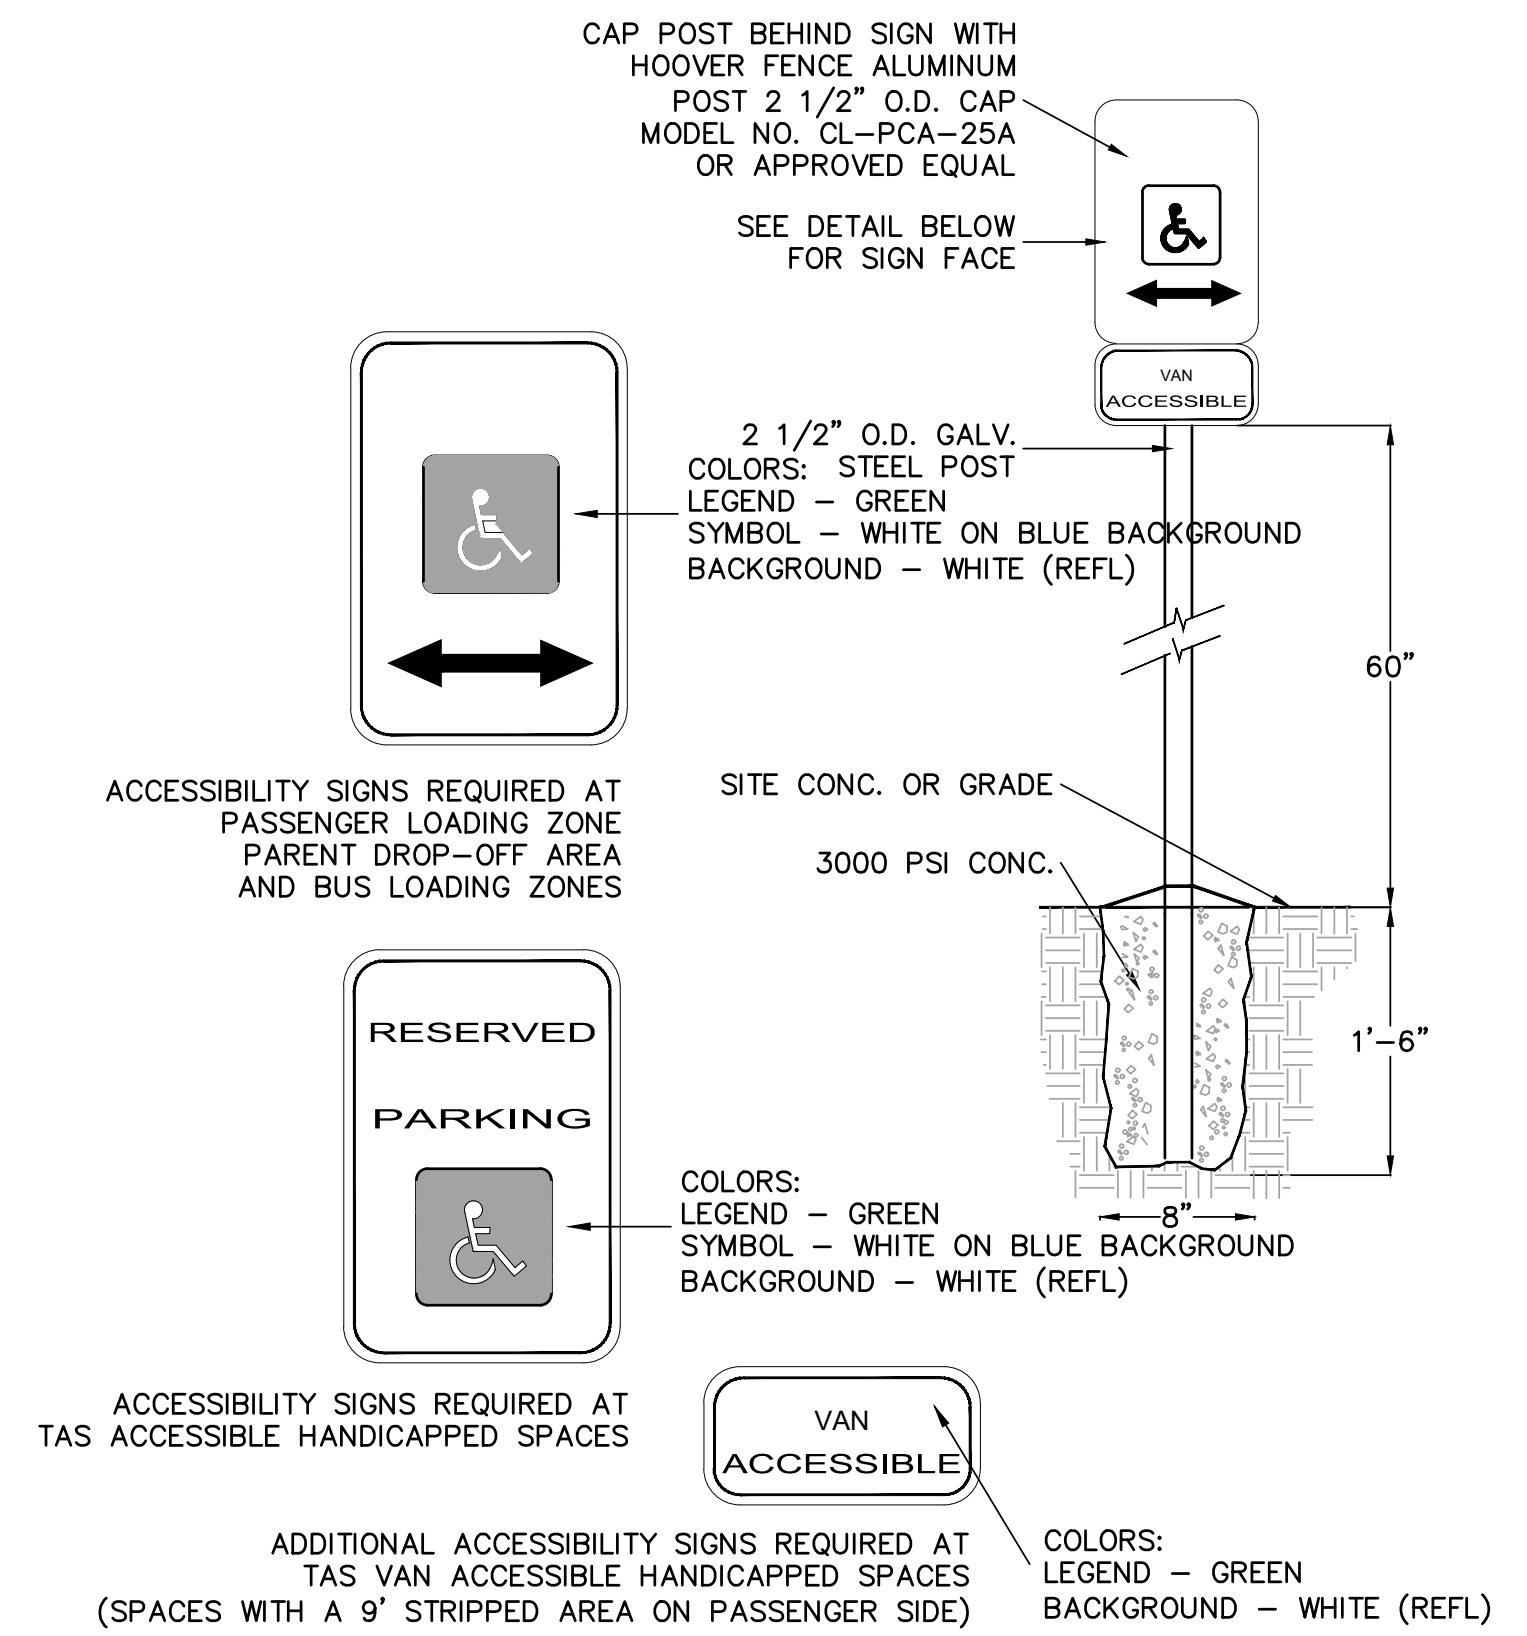 CAP POST BEHIND SIGN WITH
HOOVER FENCE ALUMINUM
POST 2 1/2" O.D. CAP
MODEL NO. CL-PCA-25A
OR APPROVED EQUAL
SEE DETAIL BELOW
FOR SIGN FACE
VAN
ACCESSIBLE
2 1/2" O.D. GALV.
STEEL POST
COLORS:
LEGEND - GREEN
SYMBOL - WHITE ON BLUE BACKGROUND
BACKGROUND - WHITE (REFL)
60"
ACCESSIBILITY SIGNS REQUIRED AT
PASSENGER LOADING ZONE
PARENT DROP-OFF AREA
AND BUS LOADING ZONES
SITE CONC. OR GRADE
3000 PSI CONC.
1'-6"
8"
RESERVED
PARKING
COLORS:
LEGEND - GREEN
SYMBOL - WHITE ON BLUE BACKGROUND
BACKGROUND - WHITE (REFL)
ACCESSIBILITY SIGNS REQUIRED AT
TAS ACCESSIBLE HANDICAPPED SPACES
VAN
ACCESSIBLE
ADDITIONAL ACCESSIBILITY SIGNS REQUIRED AT
TAS VAN ACCESSIBLE HANDICAPPED SPACES
(SPACES WITH A 9' STRIPPED AREA ON PASSENGER SIDE)
COLORS:
LEGEND - GREEN
BACKGROUND - WHITE (REFL)